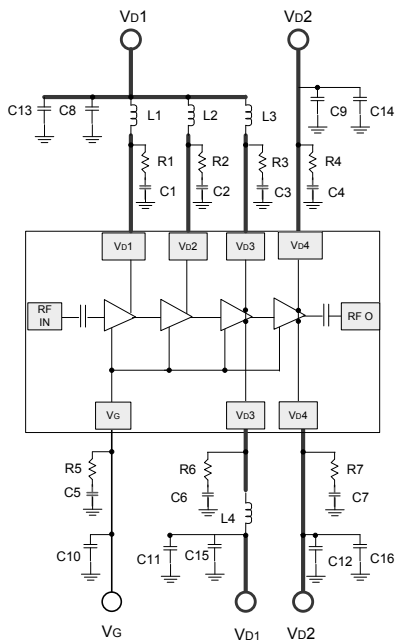 VD1 VD2
C13 C8 L1 L2 L3 C9 C14
R1 R2 R3 R4
C1 C2 C3 C4
VD1 VD2 VD3 VD4
RF IN RF O
VG VD3 VD4
R5 R6 R7
C5 C6 C7
L4
C10 C11 C15 C12 C16
VG VD1 VD2